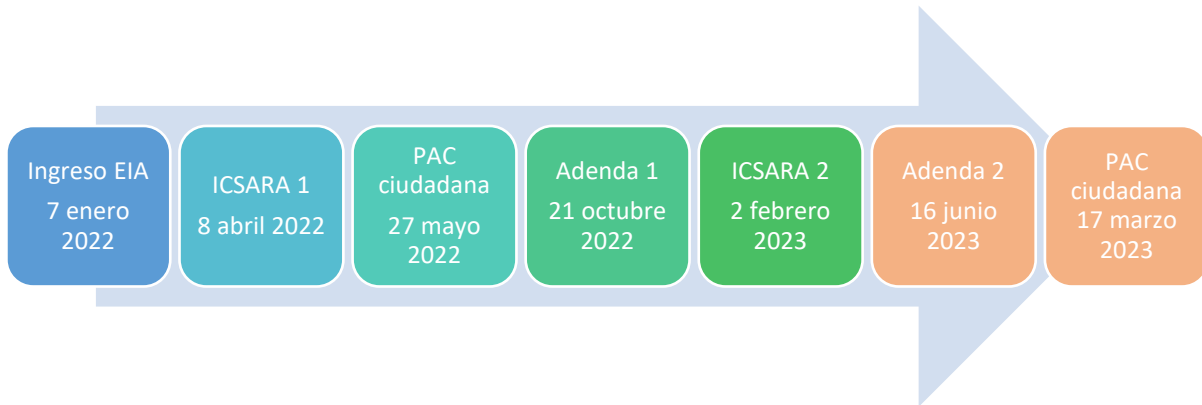 Ingreso EIA
7 enero
2022
ICSARA 1
8 abril 2022
PAC
ciudadana
27 mayo
2022
Adenda 1
21 octubre
2022
ICSARA 2
2 febrero
2023
Adenda 2
16 junio
2023
PAC
ciudadana
17 marzo
2023